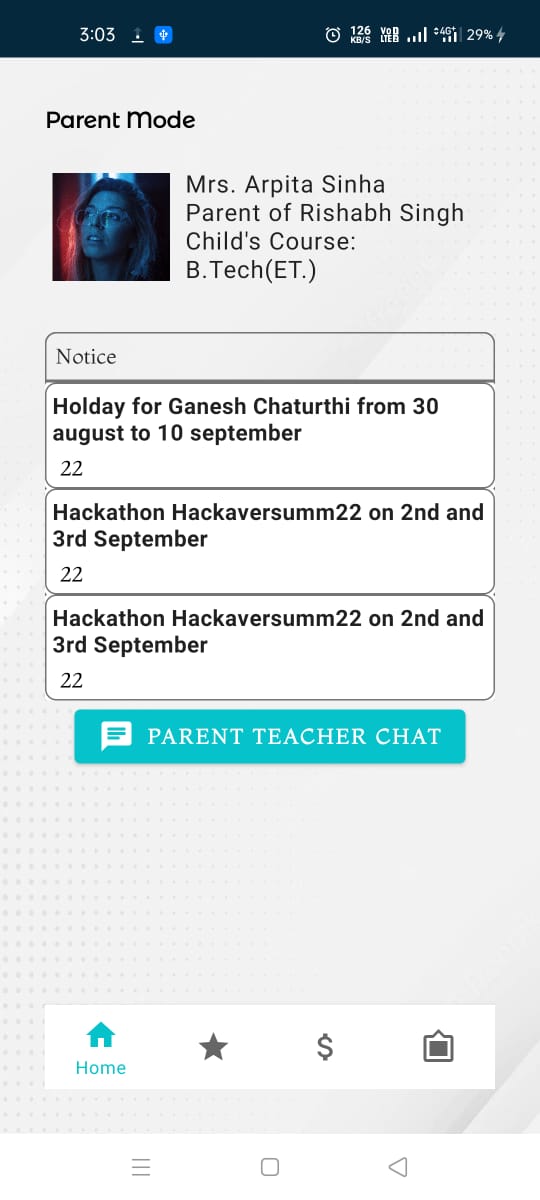 3:03 126 KB/S VoD LTE 4G+ 29%
Parent Mode
Mrs. Arpita Sinha
Parent of Rishabh Singh
Child's Course:
B.Tech(ET.)
Notice
Holday for Ganesh Chaturthi from 30
august to 10 september
22
Hackathon Hackaversumm22 on 2nd and
3rd September
22
Hackathon Hackaversumm22 on 2nd and
3rd September
22
PARENT TEACHER CHAT
$
Home